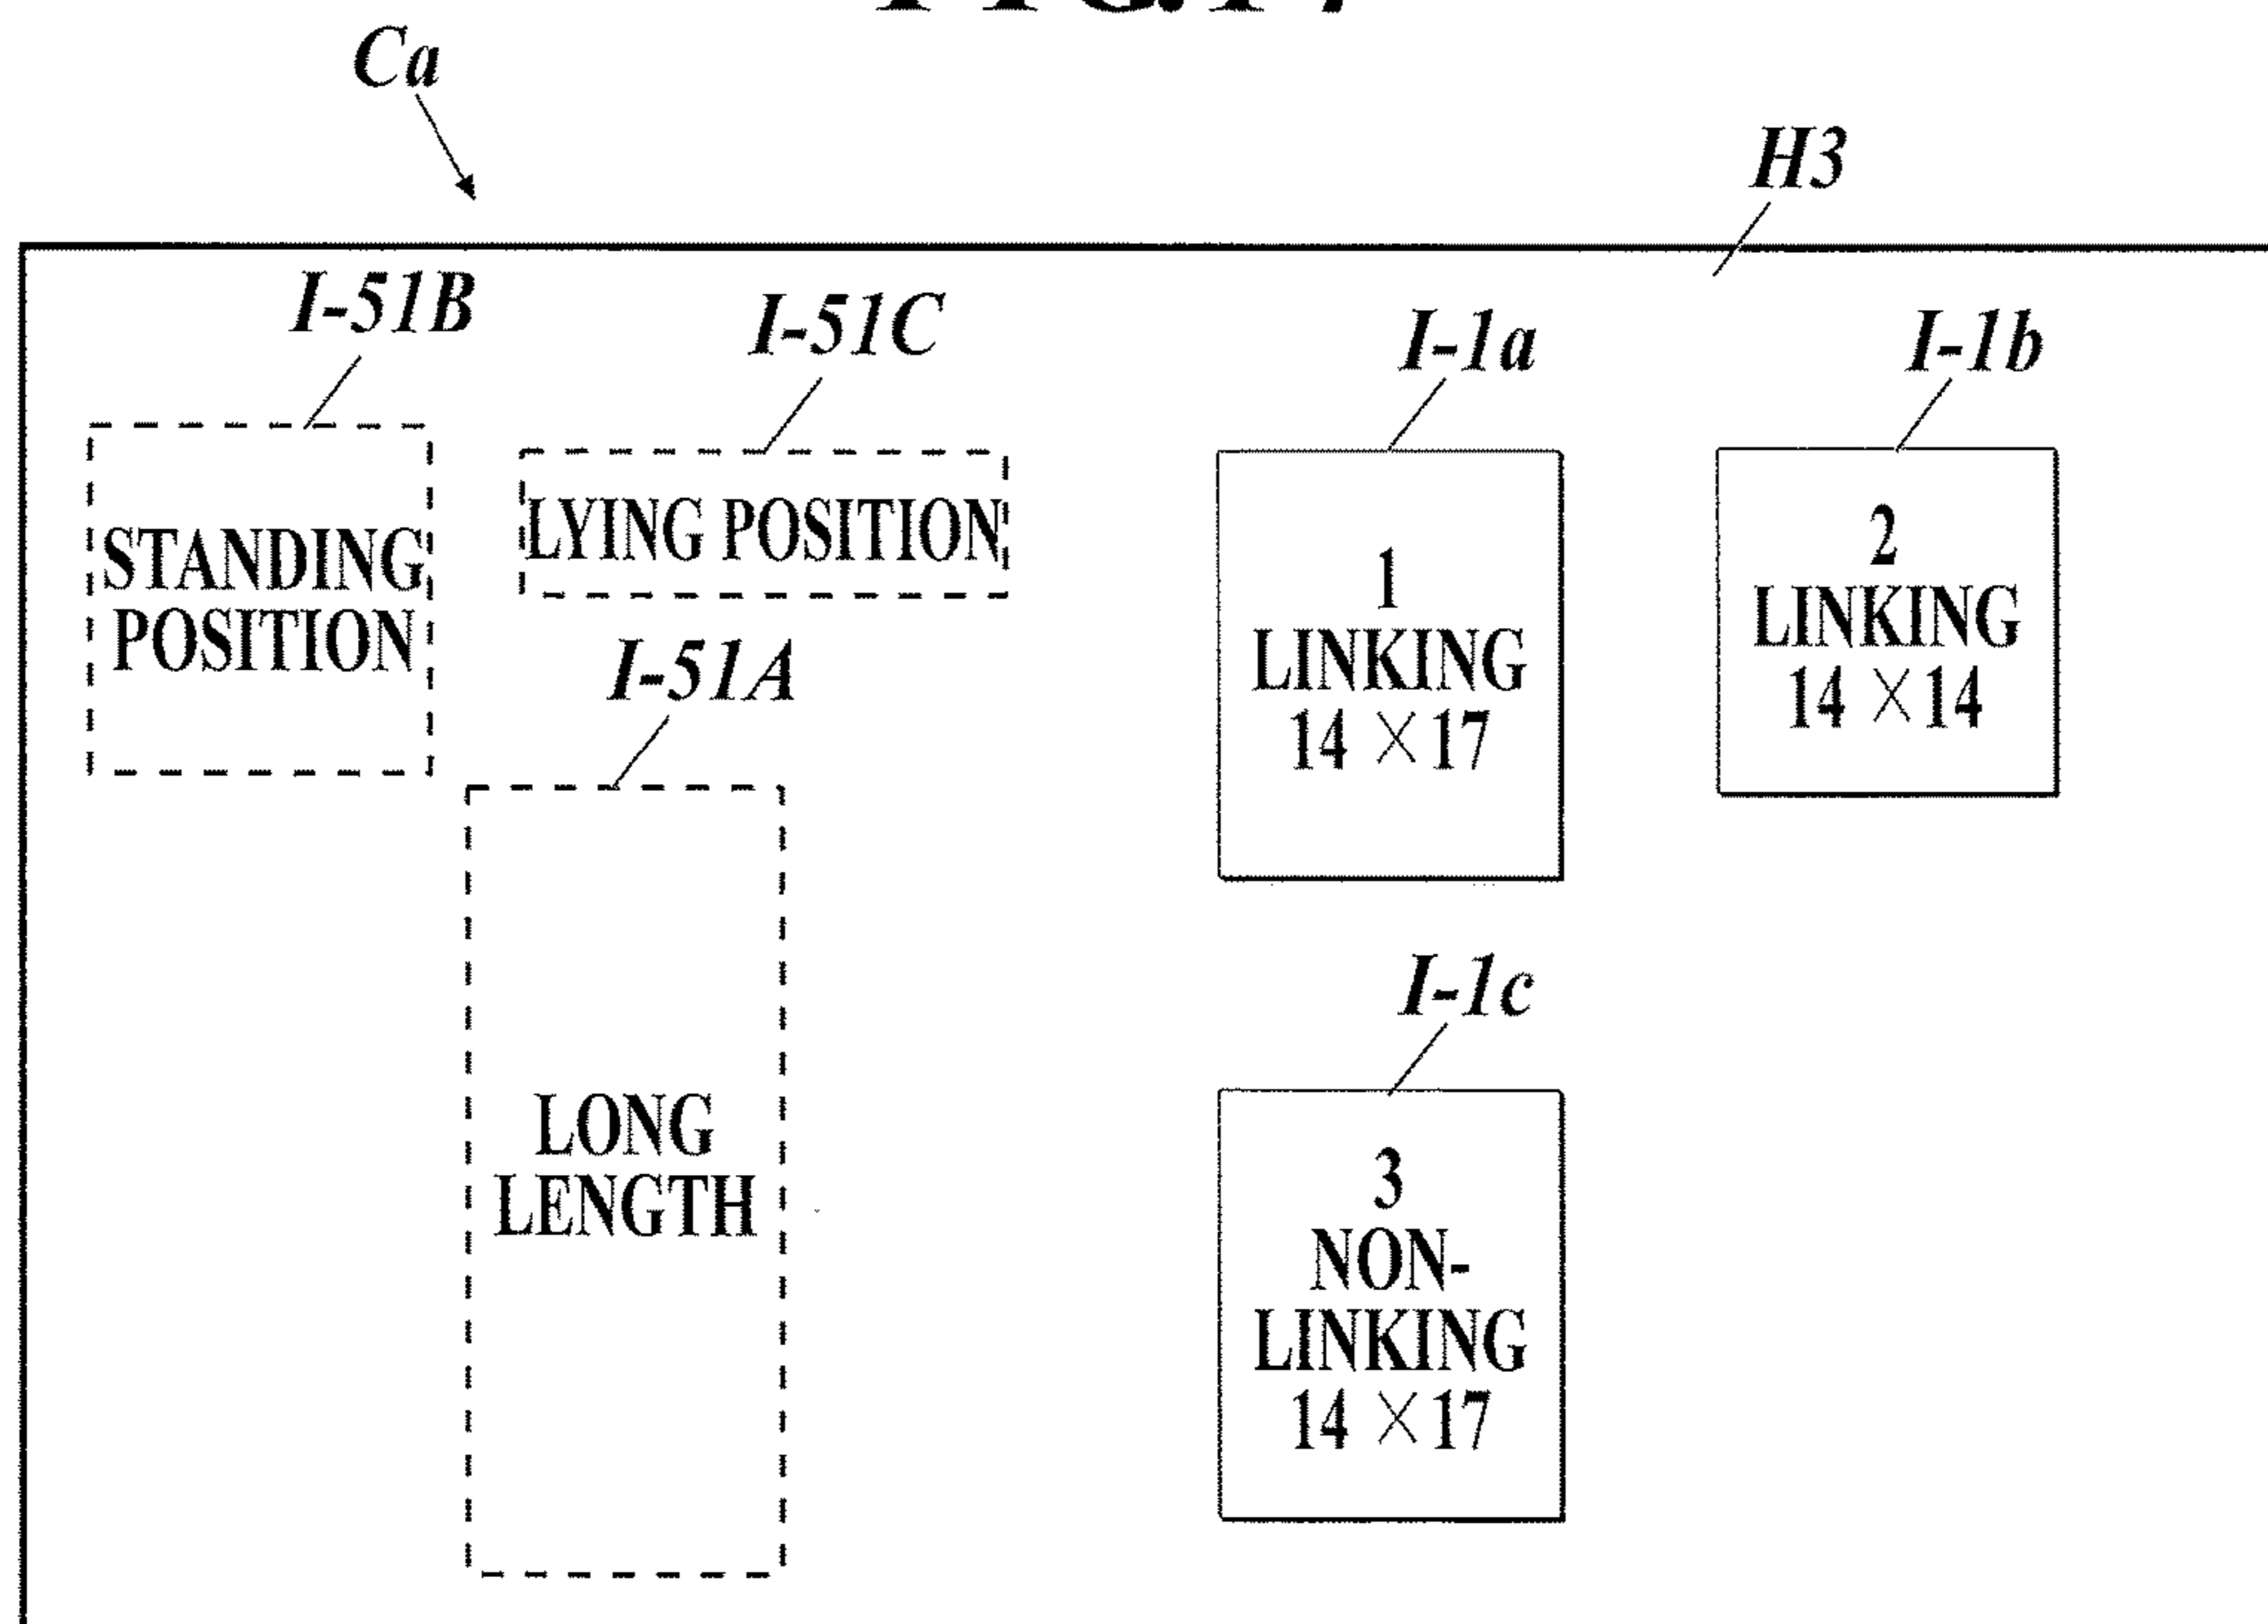 Ca
H3
I-51B
I-51C
I-1a
I-1b
STANDING
POSITION
LYING POSITION
1
LINKING
14 ×17
2
LINKING
14 ×14
I-51A
LONG
LENGTH
I-1c
3
NON-
LINKING
14 ×17